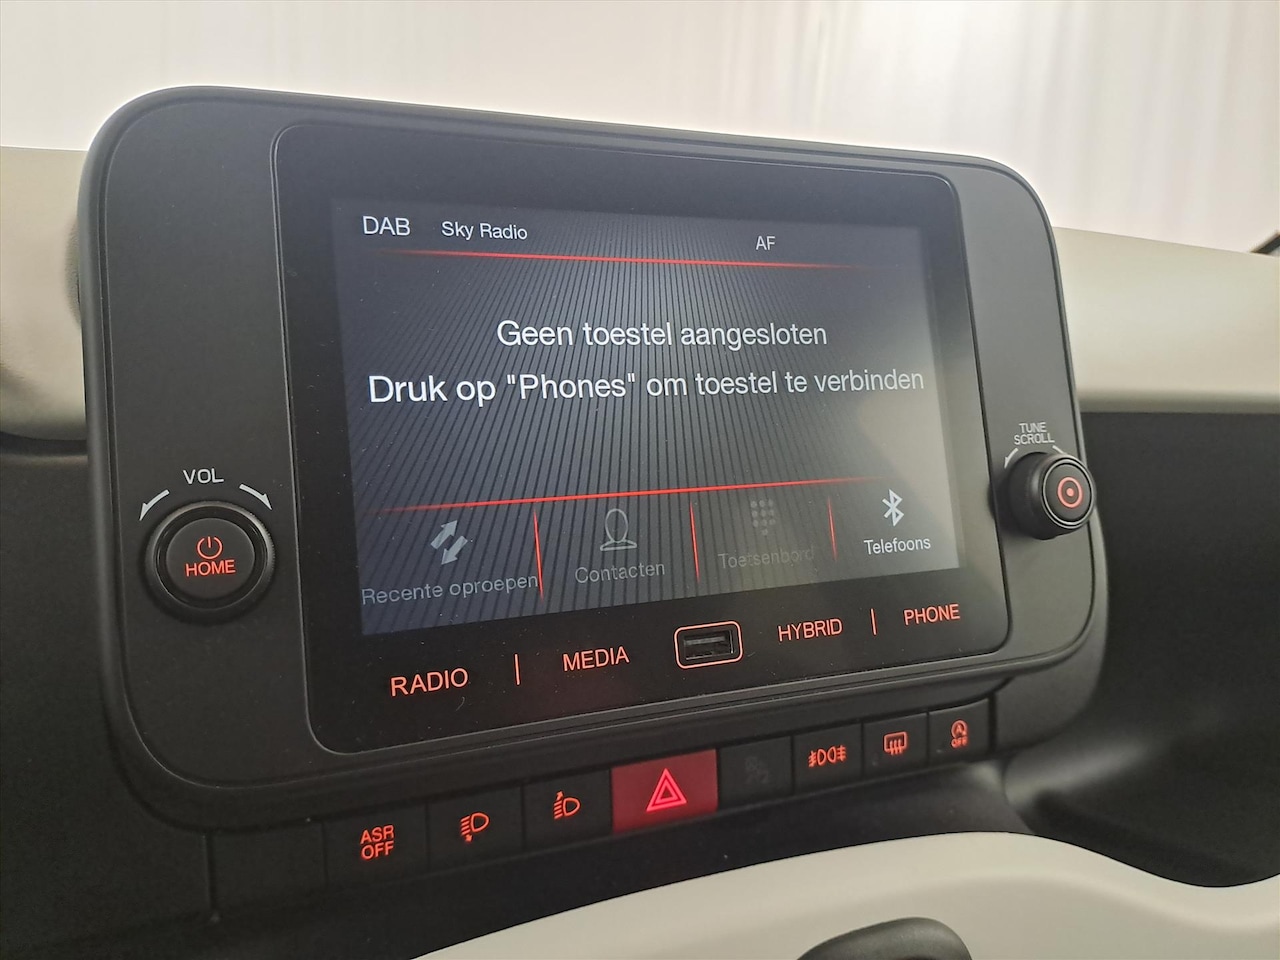 DAB Sky Radio AF
Geen toestel aangesloten
Druk op "Phones" om toestel te verbinden
VOL
TUNE
SCROLL
HOME
Recente oproepen Contacten Toetsenbord Telefoons
RADIO | MEDIA HYBRID | PHONE
ASR
OFF
A
OFF